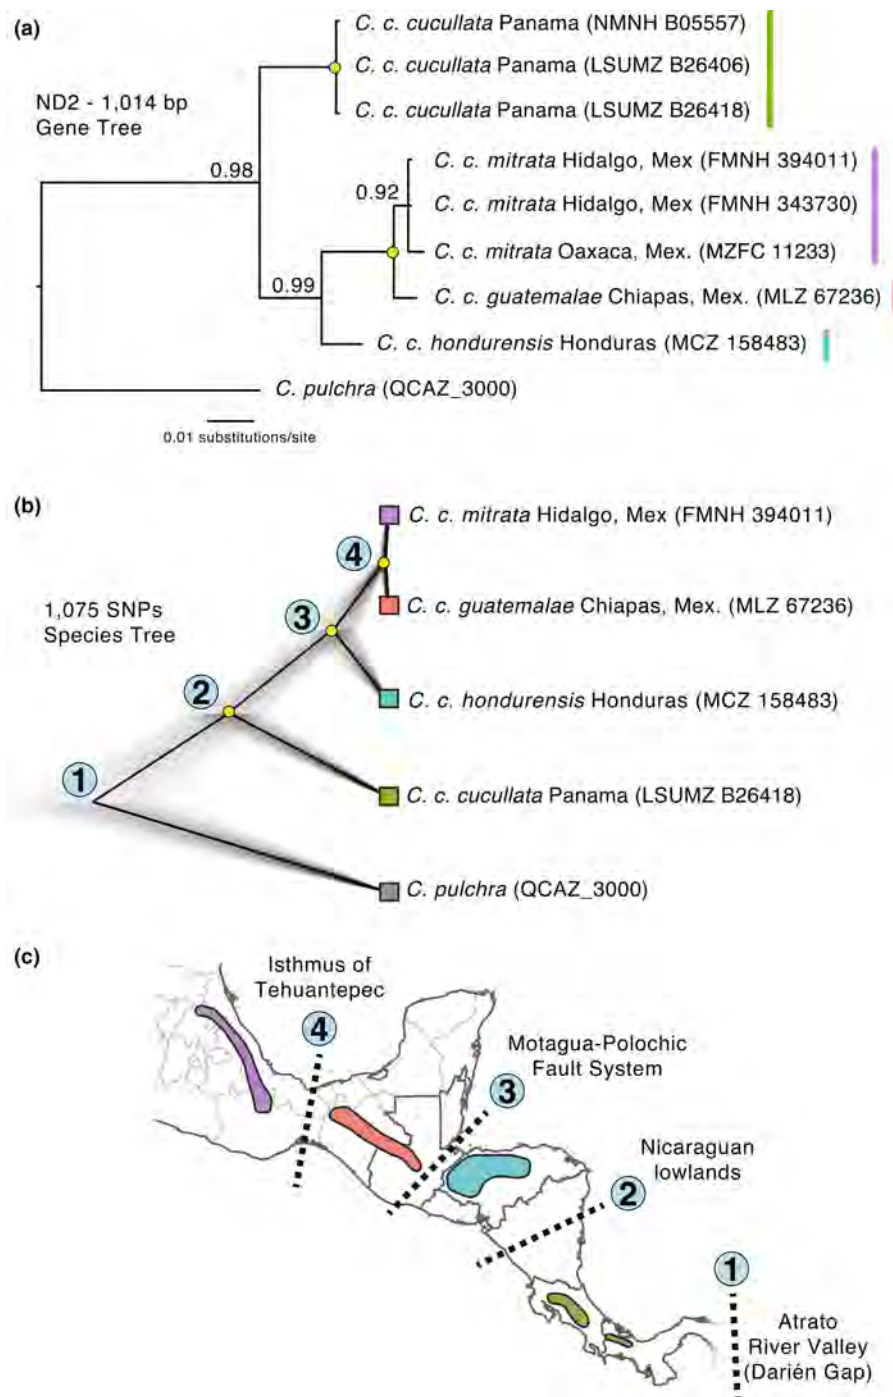 (a)
C. c. cucullata Panama (NMNH B05557)
C. c. cucullata Panama (LSUMZ B26406)
ND2 - 1,014 bp
Gene Tree
C. c. cucullata Panama (LSUMZ B26418)
0.98
C. c. mitrata Hidalgo, Mex (FMNH 394011)
0.92
C. c. mitrata Hidalgo, Mex (FMNH 343730)
C. c. mitrata Oaxaca, Mex. (MZFC 11233)
0.99
C. c. guatemalae Chiapas, Mex. (MLZ 67236)
C. c. hondurensis Honduras (MCZ 158483)
C. pulchra (QCAZ_3000)
0.01 substitutions/site
(b)
C. c. mitrata Hidalgo, Mex (FMNH 394011)
4
1,075 SNPs
Species Tree
C. c. guatemalae Chiapas, Mex. (MLZ 67236)
3
C. c. hondurensis Honduras (MCZ 158483)
2
1
C. c. cucullata Panama (LSUMZ B26418)
C. pulchra (QCAZ_3000)
(c)
Isthmus of
Tehuantepec
4
Motagua-Polochic
Fault System
3
Nicaraguan
lowlands
2
1
Atrato
River Valley
(Darién Gap)